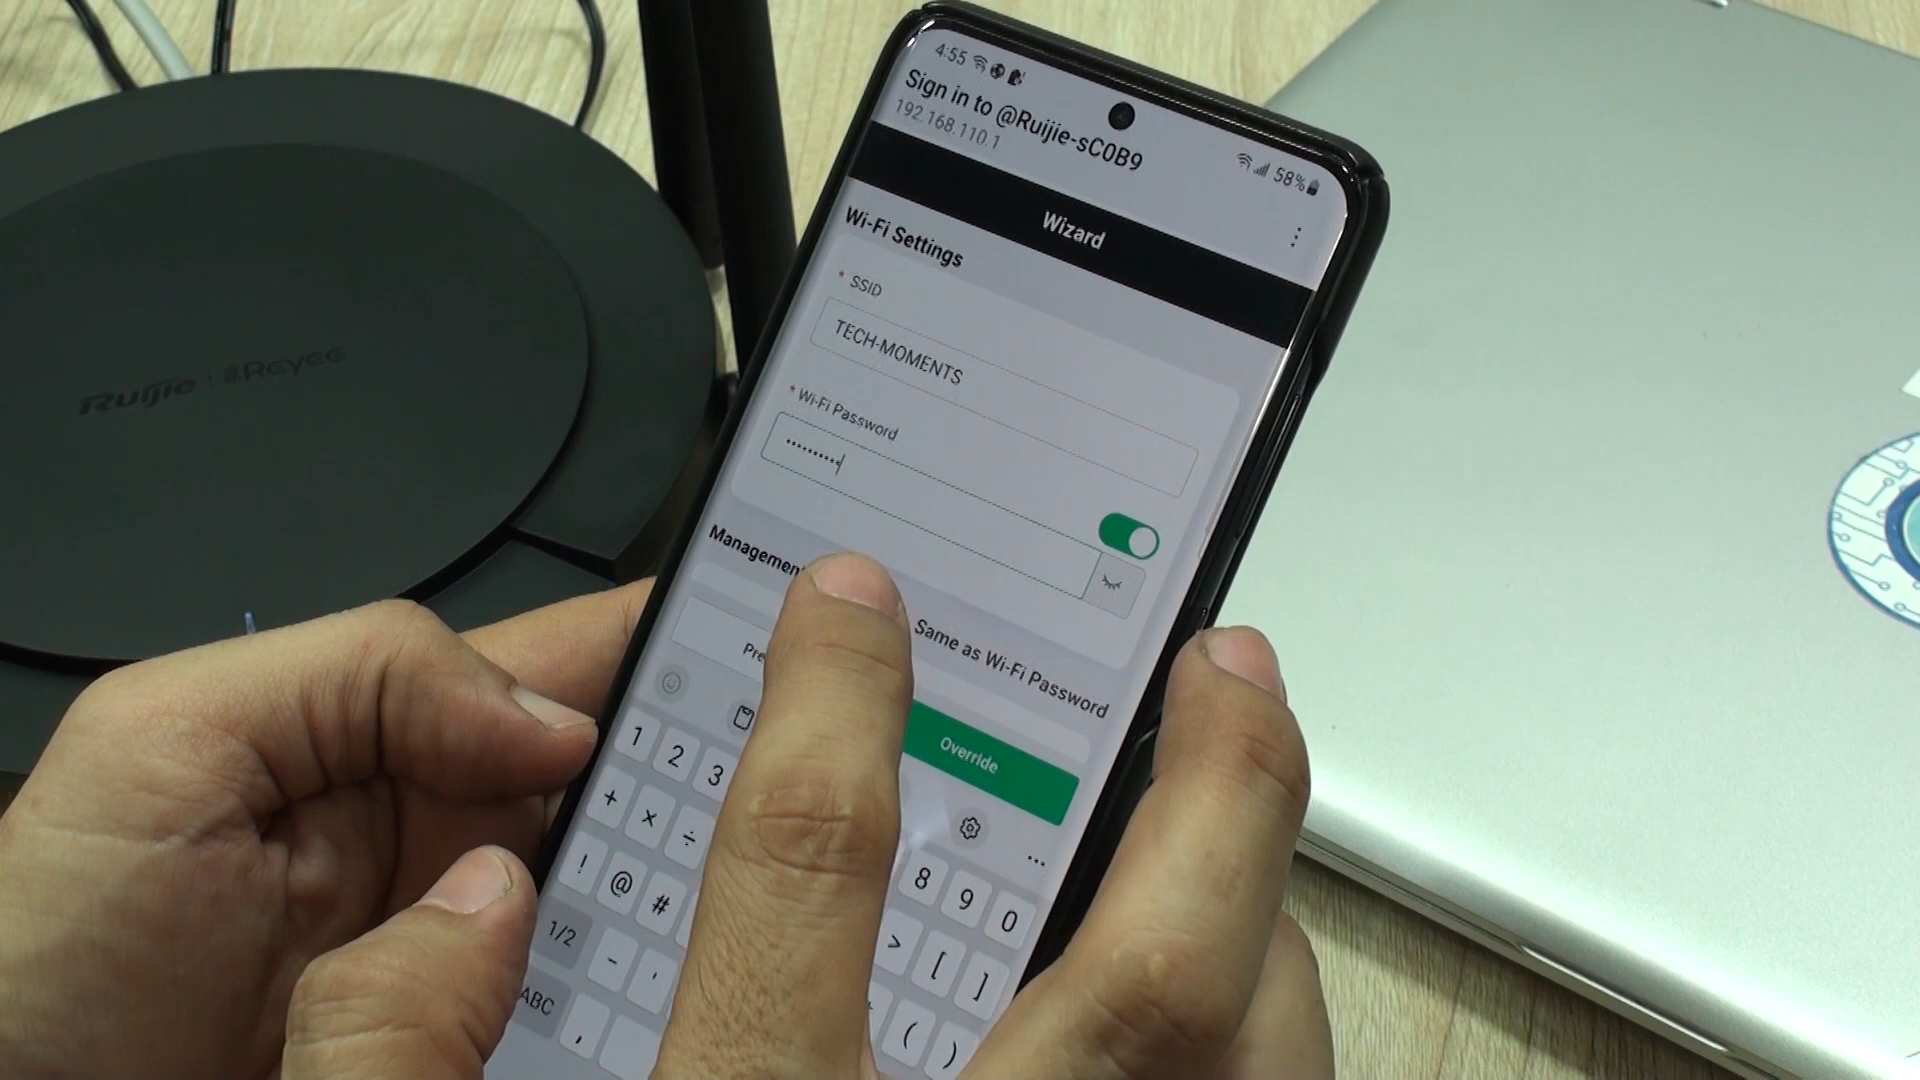 4:55
58%
Sign in to @Ruijie-sC0B9
192.168.110.1
Wizard
Wi-Fi Settings
* SSID
TECH-MOMENTS
* Wi-Fi Password
••••••••••
Management
Same as Wi-Fi Password
Pre
Override
1 2 3 8 9 0
+ × ÷ > [ ]
! @ # ( )
1/2 - '
ABC ,
Ruijie | Reyee